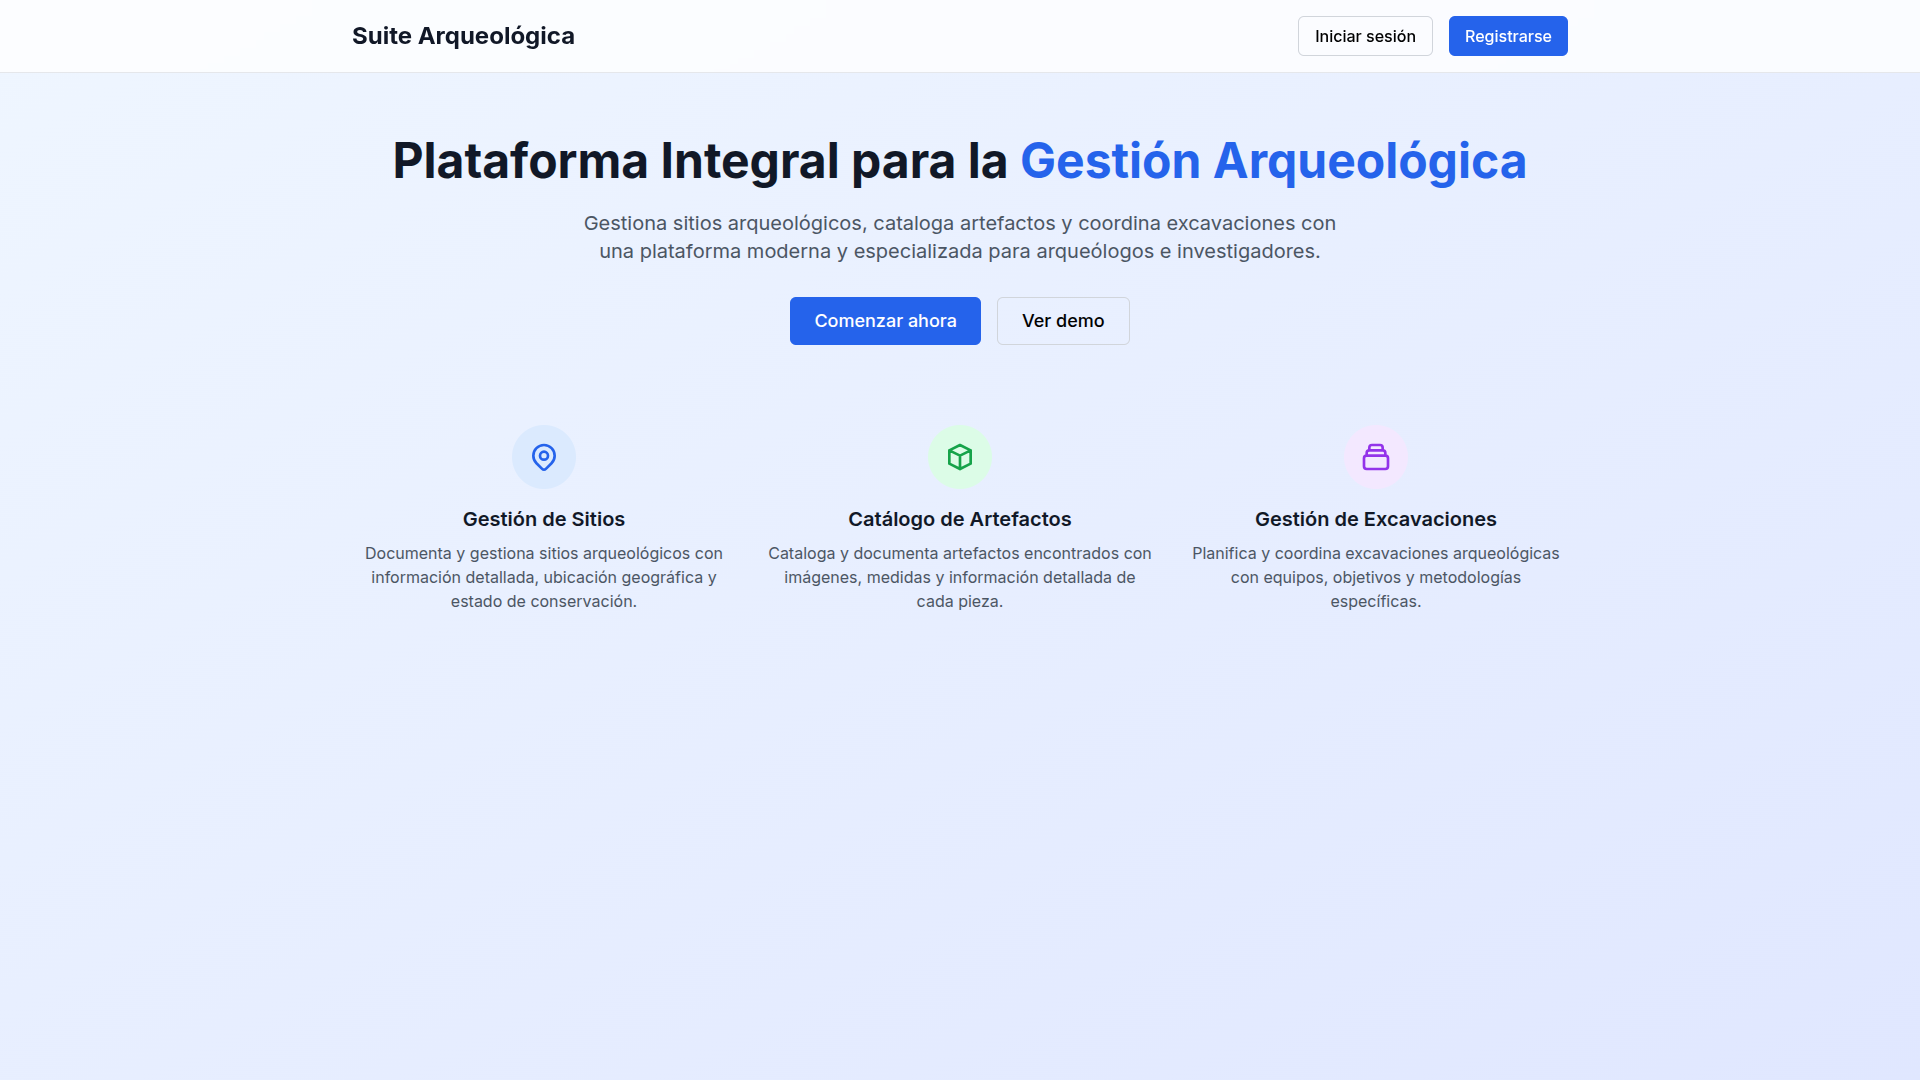 Suite Arqueológica
Iniciar sesión
Registrarse
Plataforma Integral para la Gestión Arqueológica
Gestiona sitios arqueológicos, cataloga artefactos y coordina excavaciones con
una plataforma moderna y especializada para arqueólogos e investigadores.
Comenzar ahora
Ver demo
Gestión de Sitios
Documenta y gestiona sitios arqueológicos con
información detallada, ubicación geográfica y
estado de conservación.
Catálogo de Artefactos
Cataloga y documenta artefactos encontrados con
imágenes, medidas y información detallada de
cada pieza.
Gestión de Excavaciones
Planifica y coordina excavaciones arqueológicas
con equipos, objetivos y metodologías
específicas.